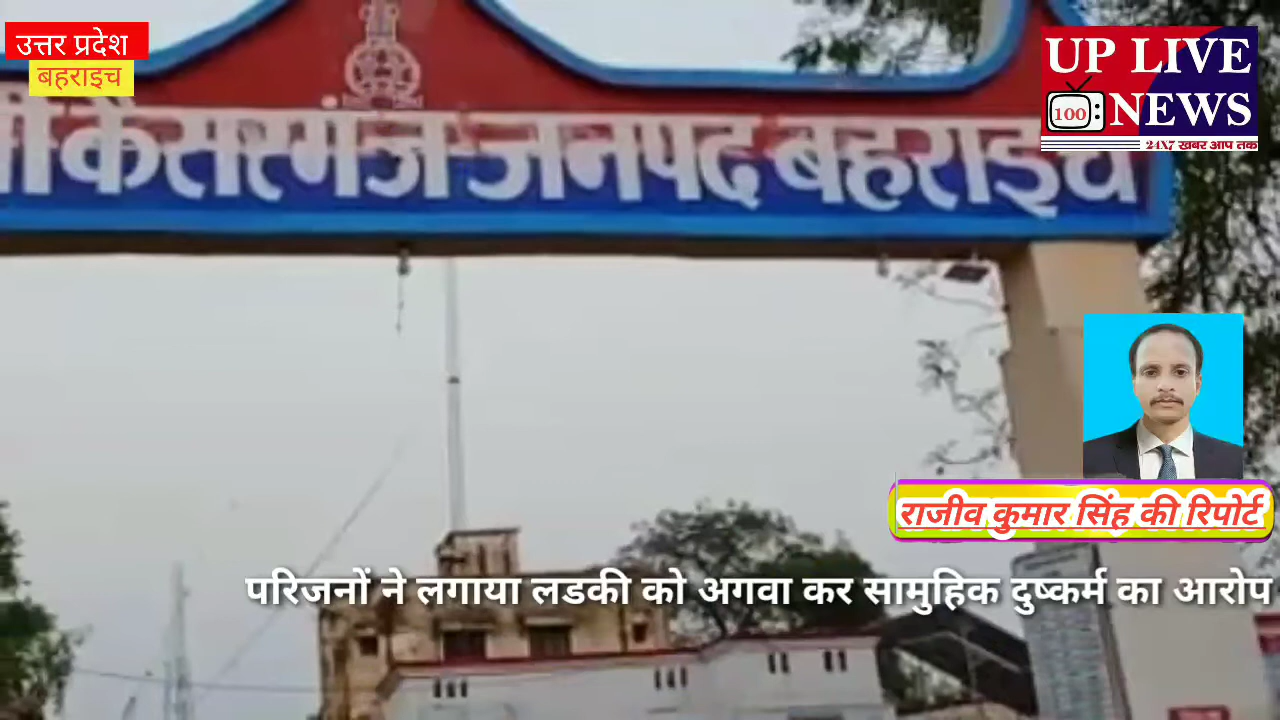 उत्तर प्रदेश
बहराइच
UP LIVE
100 NEWS
24X7 खबर आप तक
कैसरगंज जनपद बहराइच
राजीव कुमार सिंह की रिपोर्ट
परिजनों ने लगाया लडकी को अगवा कर सामुहिक दुष्कर्म का आरोप